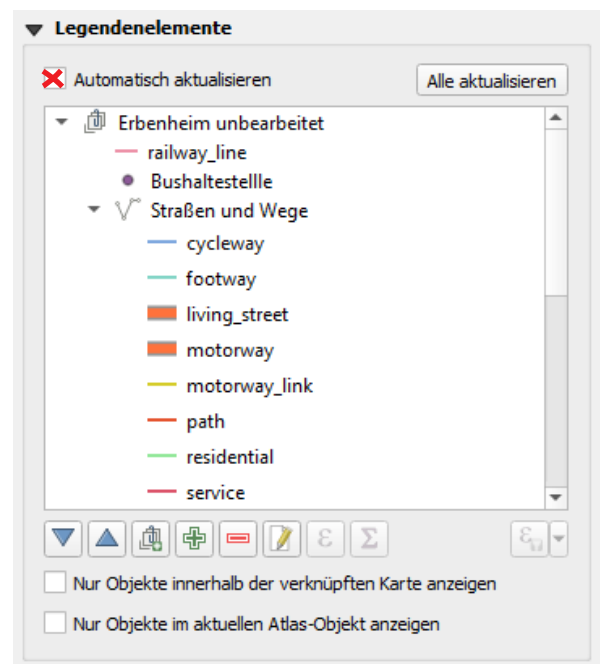 Legendenelemente
Automatisch aktualisieren Alle aktualisieren
Erbenheim unbearbeitet
railway_line
Bushaltestellle
Straßen und Wege
cycleway
footway
living_street
motorway
motorway_link
path
residential
service
ε Σ ε
Nur Objekte innerhalb der verknüpften Karte anzeigen
Nur Objekte im aktuellen Atlas-Objekt anzeigen